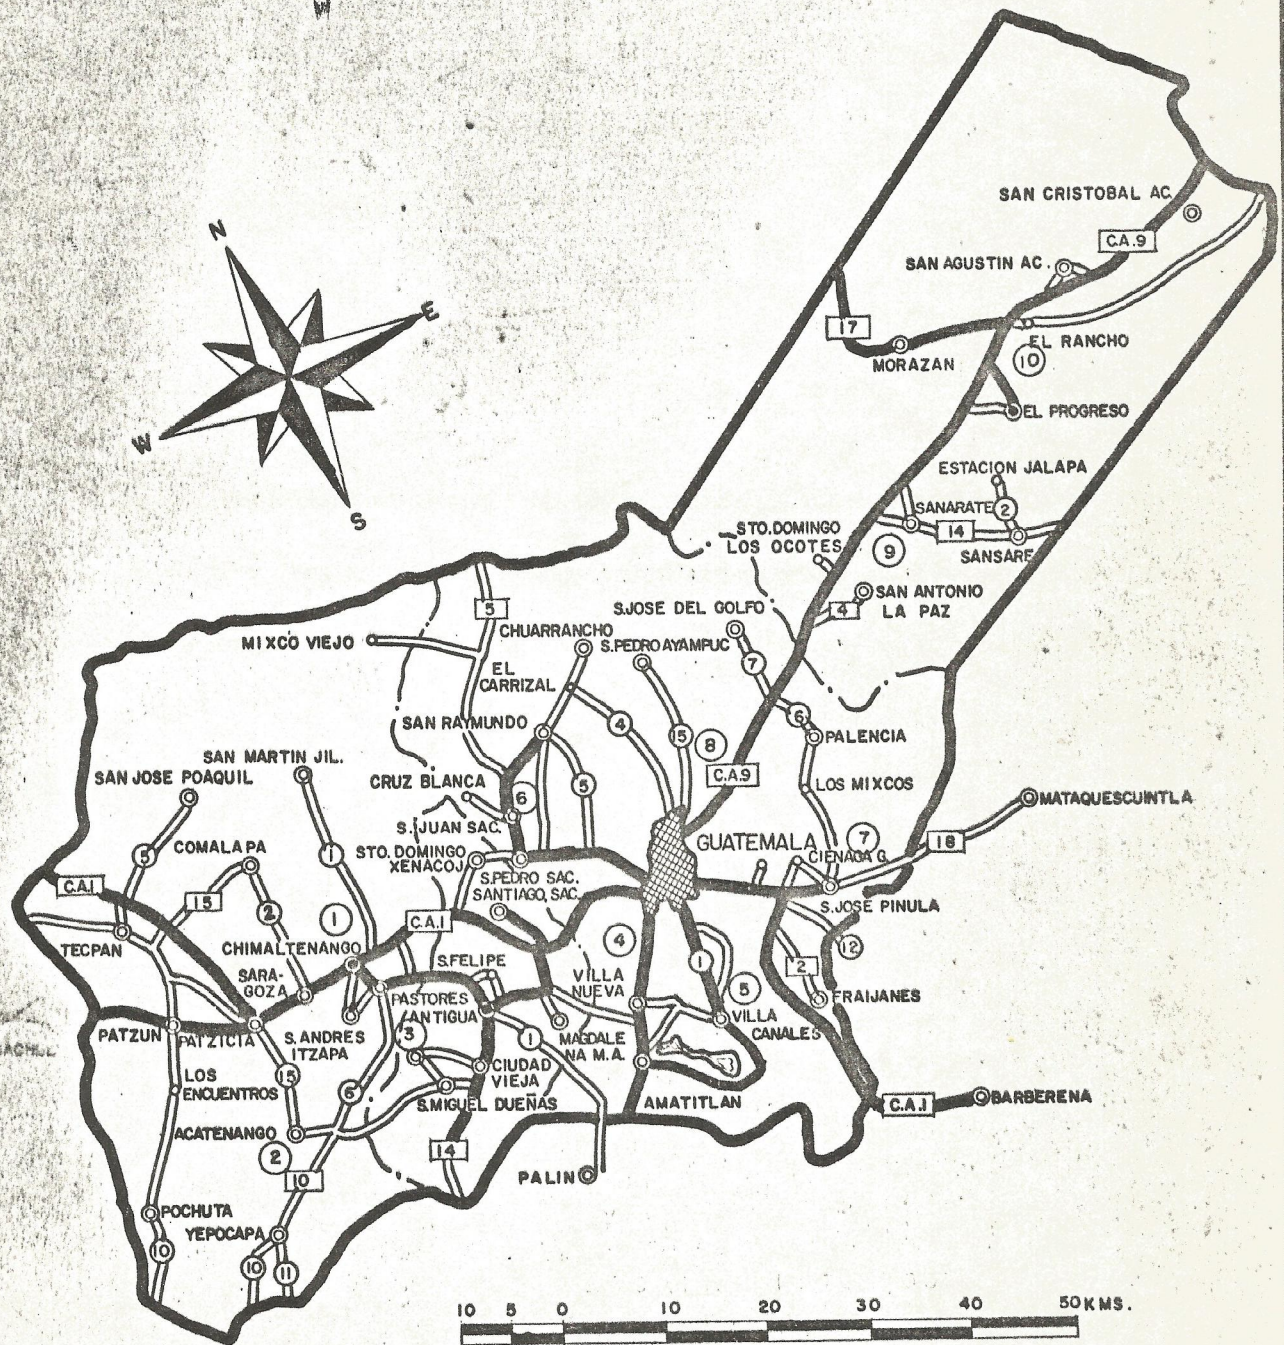 SAN CRISTOBAL AC.
C.A.9
SAN AGUSTIN AC.
N
E
W
S
17
MORAZAN
EL RANCHO
10
EL PROGRESO
ESTACION JALAPA
SANARATE
2
14
SANSARE
9
STO. DOMINGO
LOS OCOTES
SAN ANTONIO
LA PAZ
4
S.JOSE DEL GOLFO
5
CHUARRANCHO
S.PEDRO AYAMPUC
MIXCO VIEJO
EL
CARRIZAL
7
6
PALENCIA
SAN RAYMUNDO
4
15
8
C.A.9
LOS MIXCOS
SAN MARTIN JIL.
SAN JOSE POAQUIL
CRUZ BLANCA
5
6
MATAQUESCUINTLA
S. JUAN SAC.
GUATEMALA
7
18
COMALAPA
5
1
STO. DOMINGO
XENACOJ
CIENAGA G.
C.A.1
15
2
S.PEDRO SAC.
SANTIAGO, SAC.
S.JOSE PINULA
1
C.A.1
4
12
TECPAN
CHIMALTENANGO
S.FELIPE
1
2
SARA-
GOZA
VILLA
NUEVA
5
FRAIJANES
PASTORES
ANTIGUA
VILLA
CANALES
PATZUN
PATZICIA
S. ANDRES
ITZAPA
3
1
MAGDALE
NA M.A.
LOS
ENCUENTROS
15
6
CIUDAD
VIEJA
S.MIGUEL DUEÑAS
AMATITLAN
C.A.1
BARBERENA
ACATENANGO
2
10
14
PALIN
POCHUTA
YEPOCAPA
10
10
11
10 5 0 10 20 30 40 50 KMS.